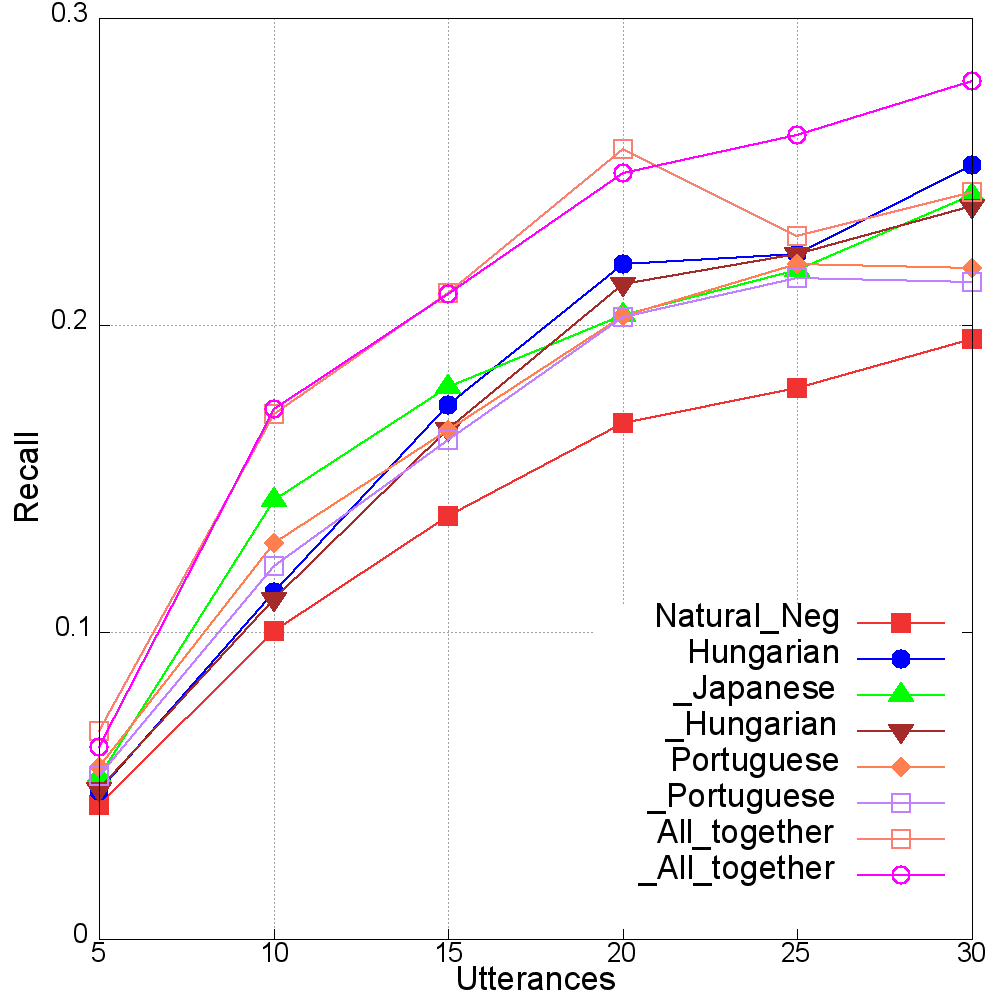 0.3
0.2
0.1
0
Recall
Natural_Neg
Hungarian
_Japanese
_Hungarian
Portuguese
_Portuguese
All_together
_All_together
5 10 15 20 25 30
Utterances